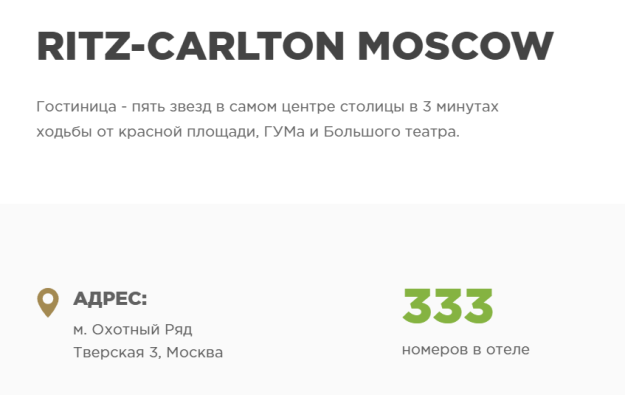 RITZ-CARLTON MOSCOW
Гостиница - пять звезд в самом центре столицы в 3 минутах
ходьбы от красной площади, ГУМа и Большого театра.
АДРЕС:
м. Охотный Ряд
Тверская 3, Москва
333
номеров в отеле